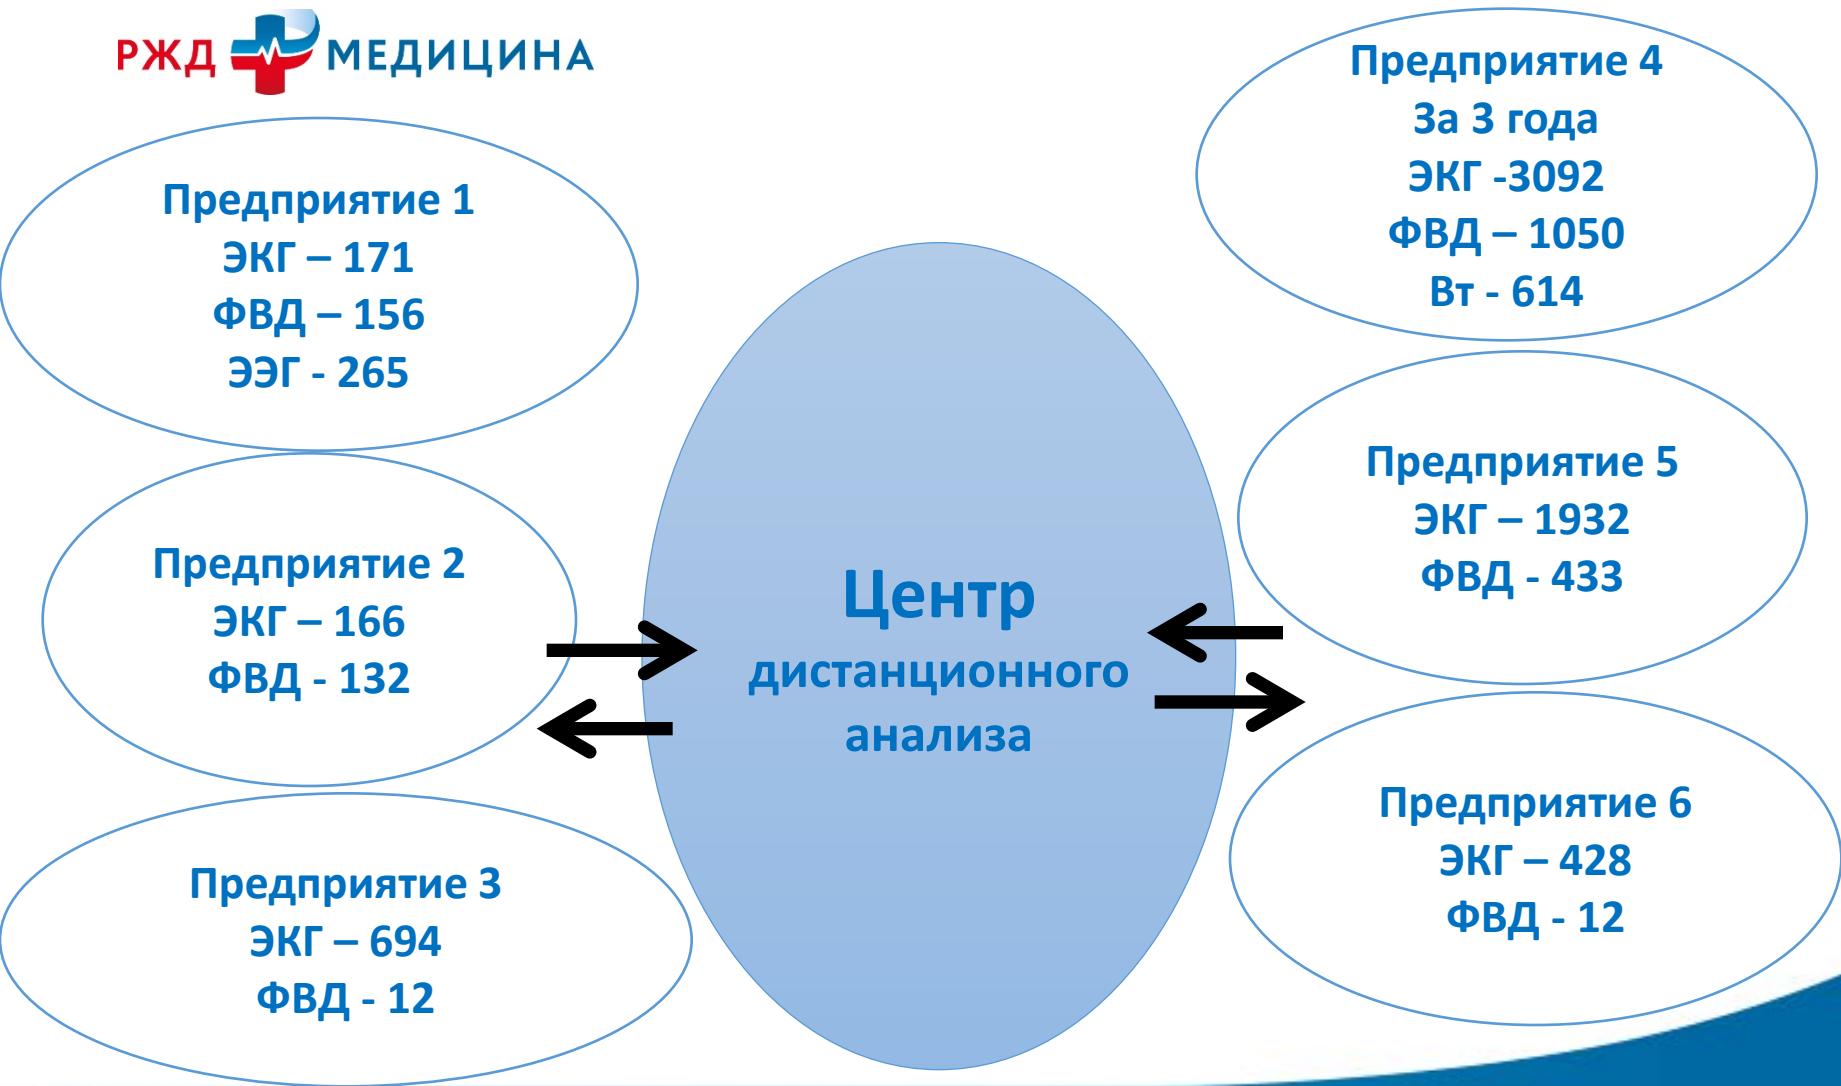 РЖД МЕДИЦИНА
Предприятие 1
ЭКГ – 171
ФВД – 156
ЭЭГ - 265
Предприятие 2
ЭКГ – 166
ФВД - 132
Предприятие 3
ЭКГ – 694
ФВД - 12
Центр
дистанционного
анализа
Предприятие 4
За 3 года
ЭКГ -3092
ФВД – 1050
Вт - 614
Предприятие 5
ЭКГ – 1932
ФВД - 433
Предприятие 6
ЭКГ – 428
ФВД - 12